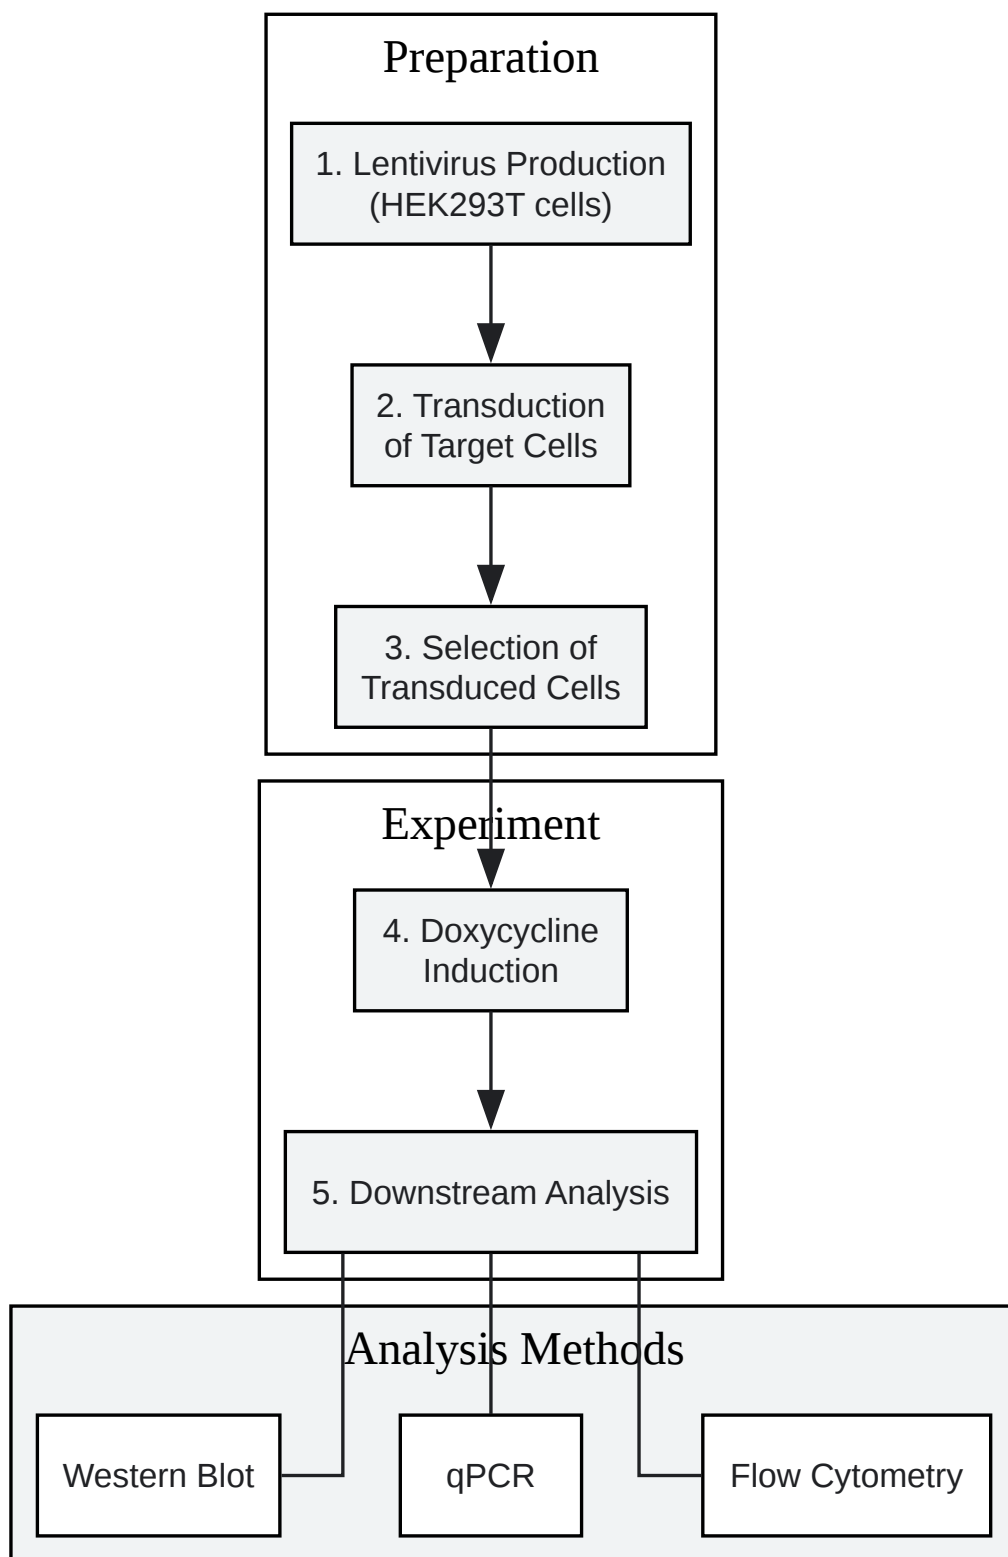 Preparation
1. Lentivirus Production
(HEK293T cells)
2. Transduction
of Target Cells
3. Selection of
Transduced Cells
Experiment
4. Doxycycline
Induction
5. Downstream Analysis
Analysis Methods
Western Blot
qPCR
Flow Cytometry